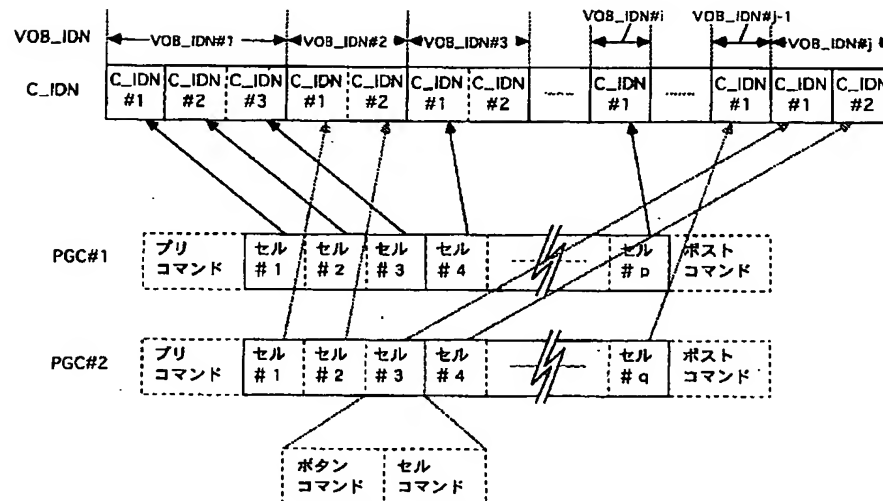 VOB_IDN
VOB_IDN#1 VOB_IDN#2 VOB_IDN#3 VOB_IDN#i VOB_IDN#j-1 VOB_IDN#j
C_IDN
C_IDN #1
C_IDN #2
C_IDN #3
C_IDN #1
C_IDN #2
C_IDN #1
C_IDN #2
C_IDN #1
C_IDN #1
C_IDN #1
C_IDN #2
PGC#1
プリ
コマンド
セル
#1
セル
#2
セル
#3
セル
#4
セル
#p
ポスト
コマンド
PGC#2
プリ
コマンド
セル
#1
セル
#2
セル
#3
セル
#4
セル
#q
ポスト
コマンド
ボタン
コマンド
セル
コマンド